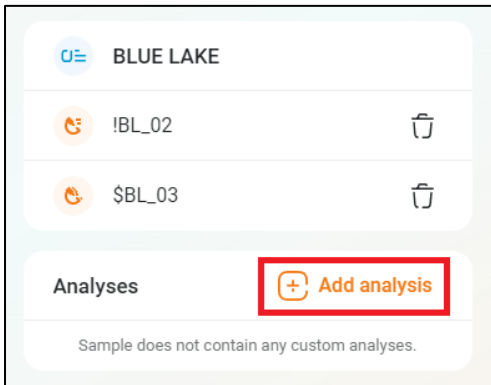 BLUE LAKE
!BL_02
$BL_03
Analyses
Add analysis
Sample does not contain any custom analyses.